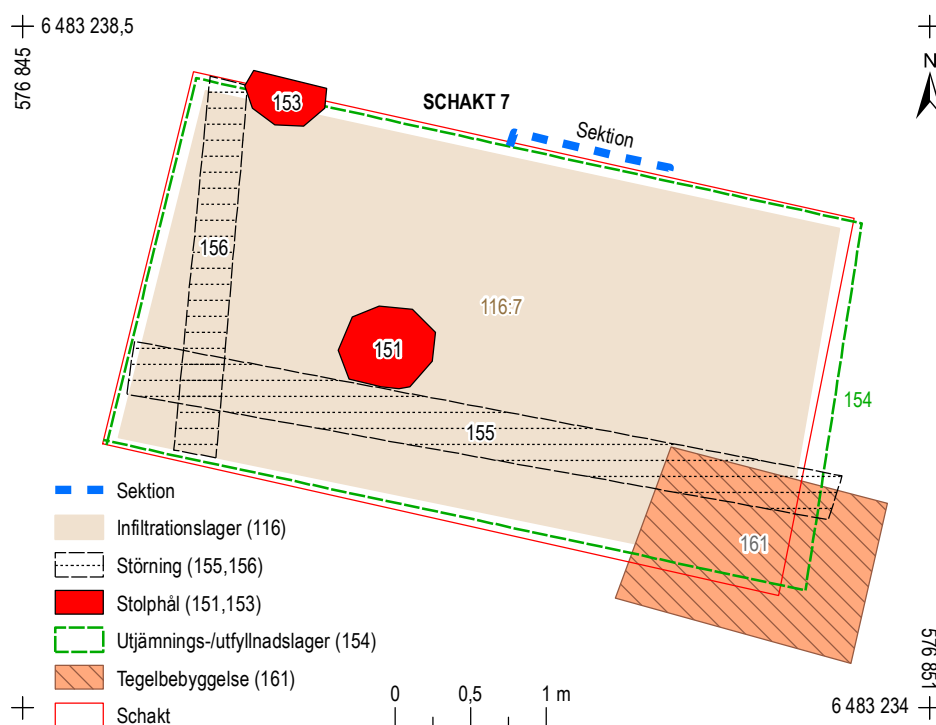 6 483 238,5
576 845
N
SCHAKT 7
Sektion
153
156
116:7
151
154
155
161
Sektion
Infiltrationslager (116)
Störning (155,156)
Stolphål (151,153)
Utjämnings-/utfyllnadslager (154)
Tegelbebyggelse (161)
Schakt
0 0,5 1 m
576 851
6 483 234